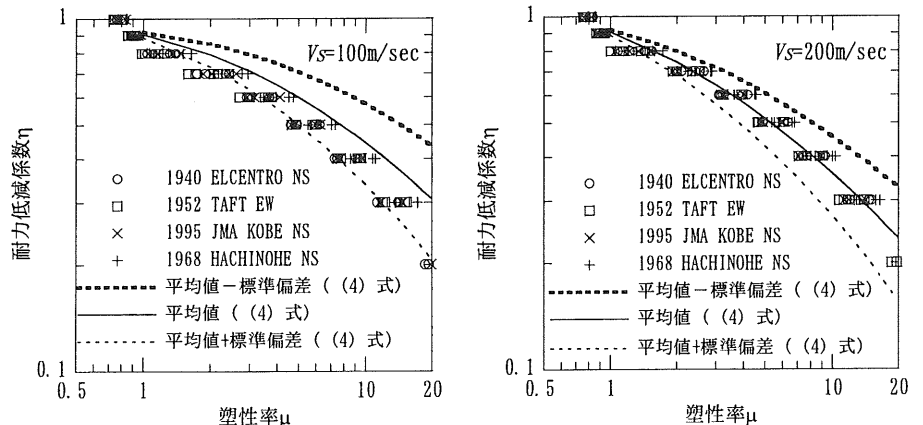 1
耐力低減係数η
0.1
0.5
1
10
20
塑性率μ
VS=100m/sec
○ 1940 ELCENTRO NS
□ 1952 TAFT EW
× 1995 JMA KOBE NS
+ 1968 HACHINOHE NS
平均値－標準偏差 ( (4) 式)
平均値 ( (4) 式)
平均値+標準偏差 ( (4) 式)
1
耐力低減係数η
0.1
0.5
1
10
20
塑性率μ
VS=200m/sec
○ 1940 ELCENTRO NS
□ 1952 TAFT EW
× 1995 JMA KOBE NS
+ 1968 HACHINOHE NS
平均値－標準偏差 ( (4) 式)
平均値 ( (4) 式)
平均値+標準偏差 ( (4) 式)